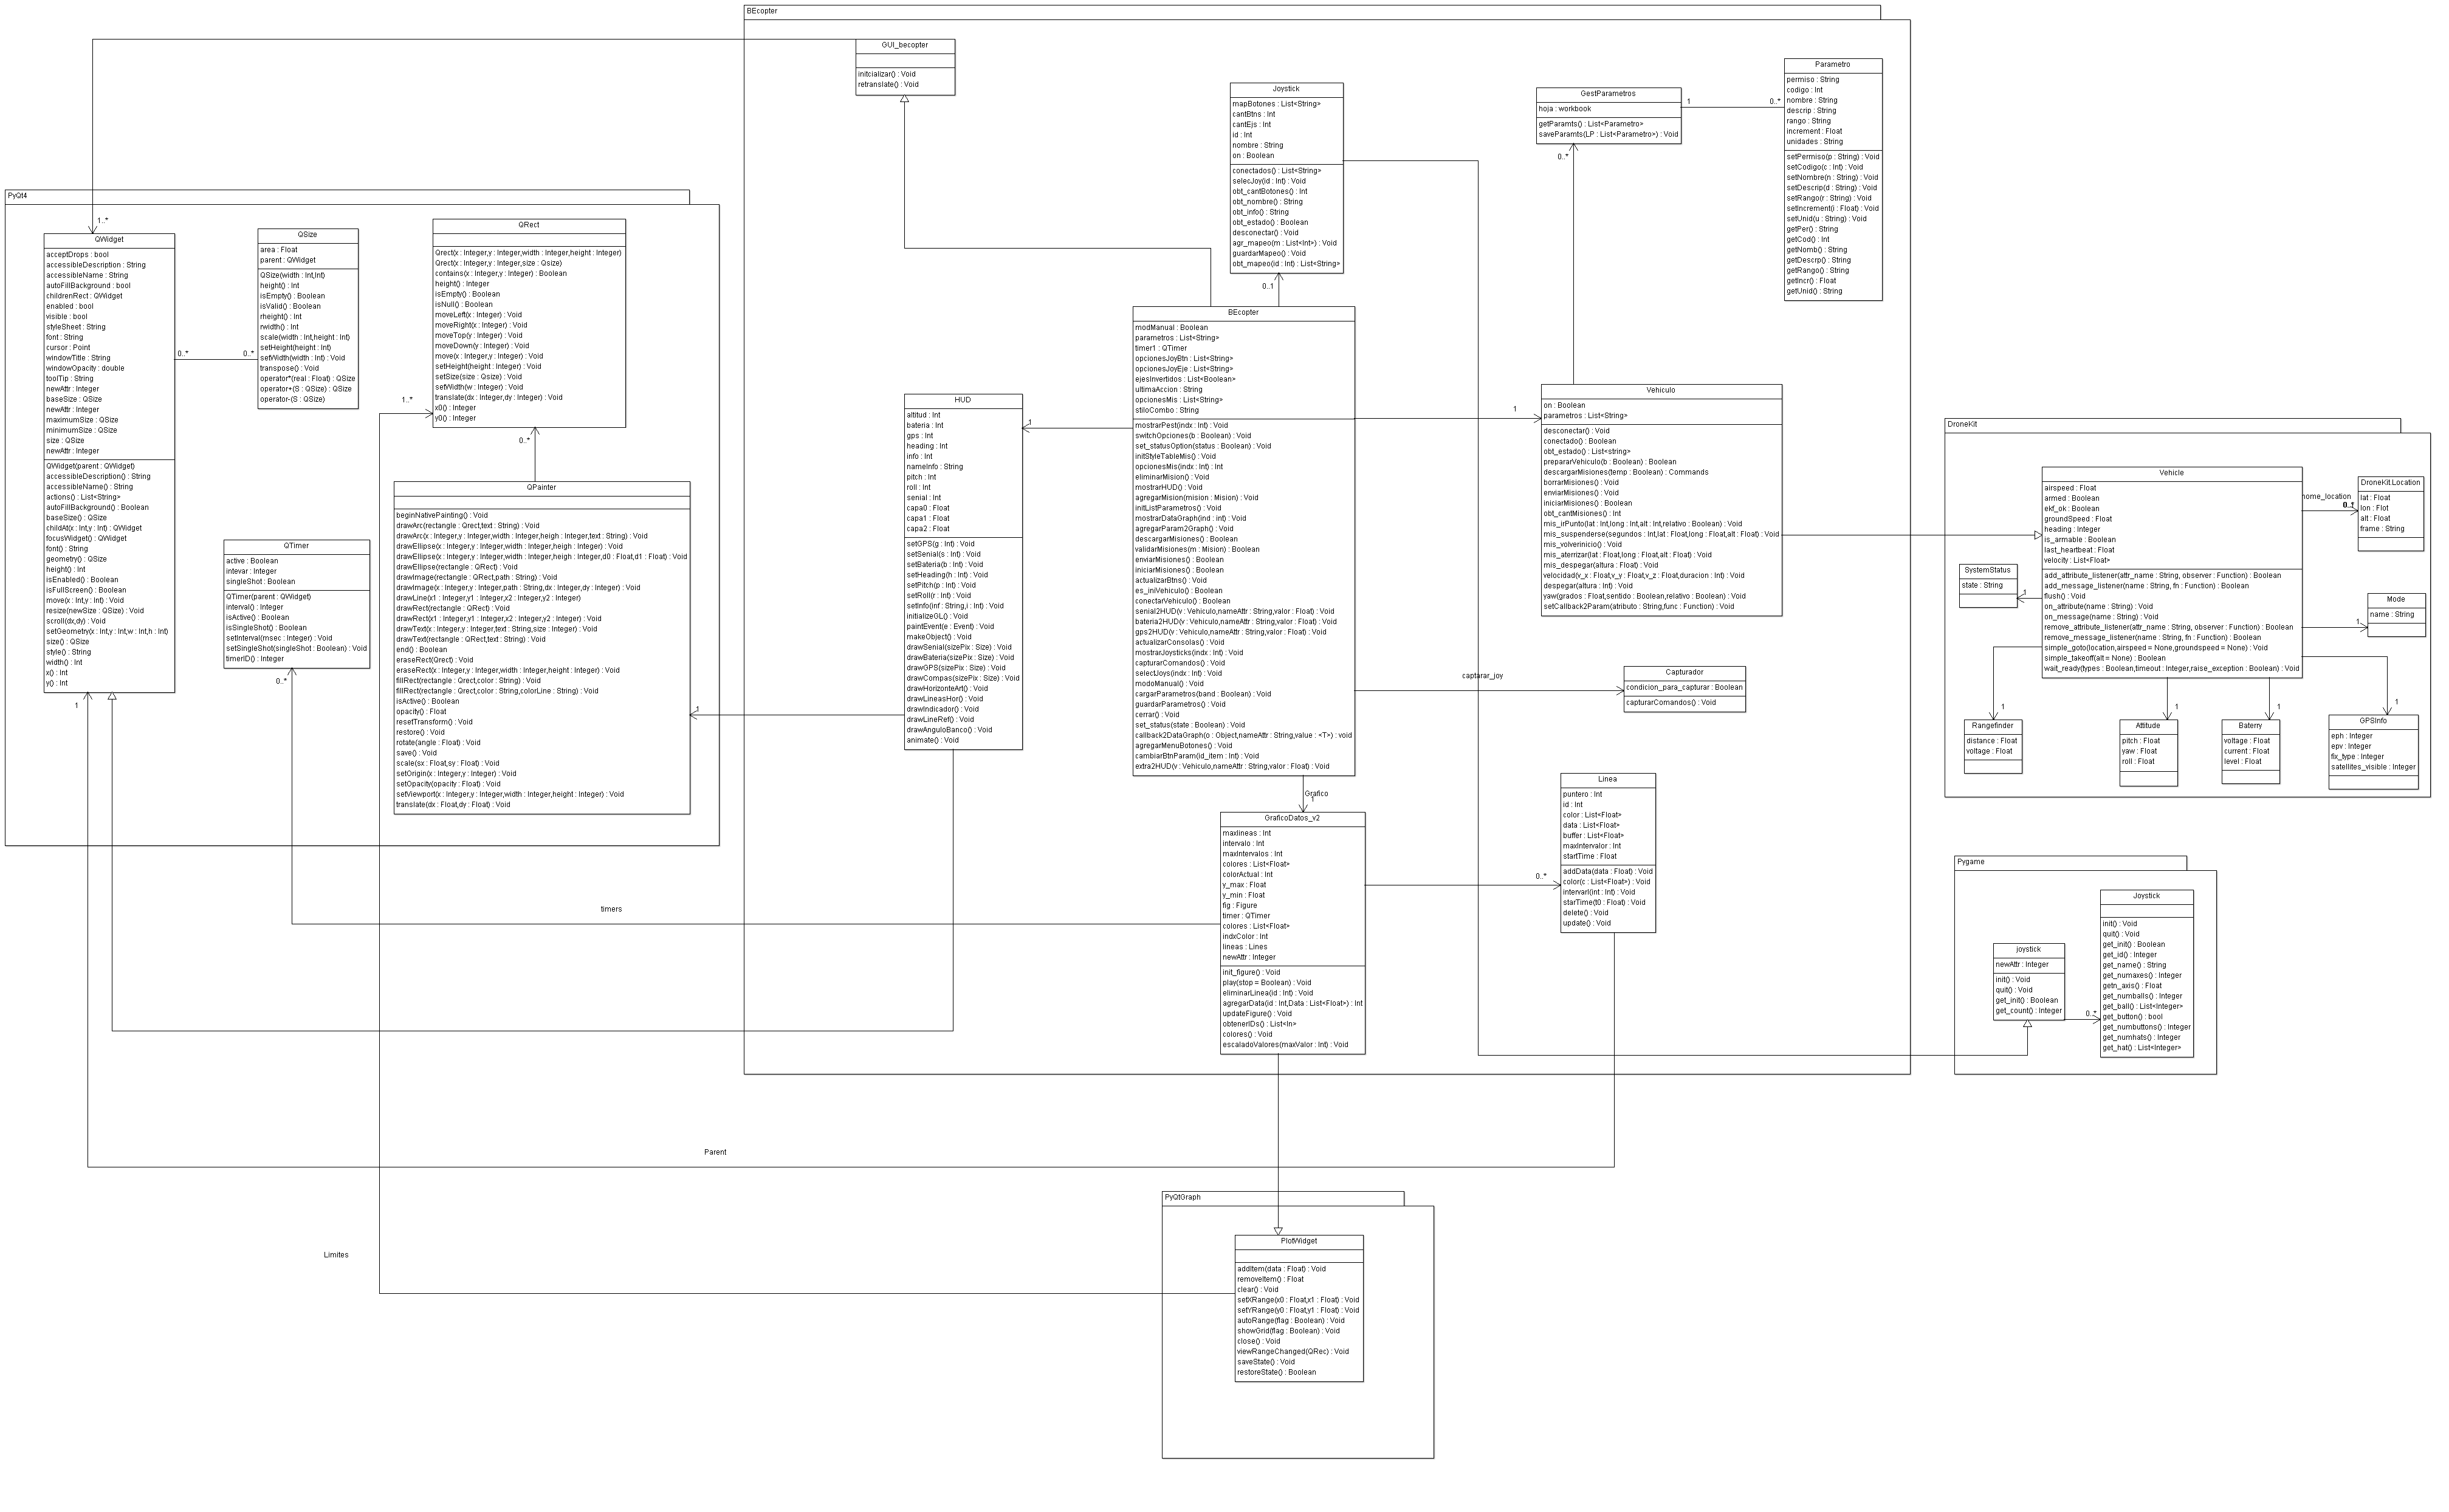 BEcopter
GUI_becopter
initcializar() : Void
retranslate() : Void
Joystick
mapBotones : List<String>
cantBtns : Int
cantEjs : Int
id : Int
nombre : String
on : Boolean
conectados() : List<String>
selecJoy(id : Int) : Void
obt_cantBotones() : Int
obt_nombre() : String
obt_info() : String
obt_estado() : Boolean
desconectar() : Void
agr_mapeo(m : List<Int>) : Void
guardarMapeo() : Void
obt_mapeo(id : Int) : List<String>
0..1
GestParametros
hoja : workbook
getParamts() : List<Parametro>
saveParamts(LP : List<Parametro>) : Void
1
0..*
0..*
Parametro
permiso : String
codigo : Int
nombre : String
descrip : String
rango : String
increment : Float
unidades : String
setPermiso(p : String) : Void
setCodigo(c : Int) : Void
setNombre(n : String) : Void
setDescrip(d : String) : Void
setRango(r : String) : Void
setIncrement(i : Float) : Void
setUnid(u : String) : Void
getPer() : String
getCod() : Int
getNomb() : String
getDescrp() : String
getRango() : String
getIncr() : Float
getUnid() : String
PyQt4
1..*
QWidget
acceptDrops : bool
accessibleDescription : String
accessibleName : String
autoFillBackground : bool
childrenRect : QWidget
enabled : bool
visible : bool
styleSheet : String
font : String
cursor : Point
windowTitle : String
windowOpacity : double
toolTip : String
newAttr : Integer
baseSize : QSize
newAttr : Integer
maximumSize : QSize
minimumSize : QSize
size : QSize
newAttr : Integer
QWidget(parent : QWidget)
accessibleDescription() : String
accessibleName() : String
actions() : List<String>
autoFillBackground() : Boolean
baseSize() : QSize
childAt(x : Int,y : Int) : QWidget
focusWidget() : QWidget
font() : String
geometry() : QSize
height() : Int
isEnabled() : Boolean
isFullScreen() : Boolean
move(x : Int,y : Int) : Void
resize(newSize : QSize) : Void
scroll(dx,dy) : Void
setGeometry(x : Int,y : Int,w : Int,h : Int)
size() : QSize
style() : String
width() : Int
x() : Int
y() : Int
1
0..*
0..*
QSize
area : Float
parent : QWidget
QSize(width : Int,Int)
height() : Int
isEmpty() : Boolean
isValid() : Boolean
rheight() : Int
rwidth() : Int
scale(width : Int,height : Int)
setHeight(height : Int)
setWidth(width : Int) : Void
transpose() : Void
operator*(real : Float) : QSize
operator+(S : QSize) : QSize
operator-(S : QSize)
QRect
Qrect(x : Integer,y : Integer,width : Integer,height : Integer)
Qrect(x : Integer,y : Integer,size : Qsize)
contains(x : Integer,y : Integer) : Boolean
height() : Integer
isEmpty() : Boolean
isNull() : Boolean
moveLeft(x : Integer) : Void
moveRight(x : Integer) : Void
moveTop(y : Integer) : Void
moveDown(y : Integer) : Void
move(x : Integer,y : Integer) : Void
setHeight(height : Integer) : Void
setSize(size : Qsize) : Void
setWidth(w : Integer) : Void
translate(dx : Integer,dy : Integer) : Void
x0() : Integer
y0() : Integer
1..*
0..*
QTimer
active : Boolean
intevar : Integer
singleShot : Boolean
QTimer(parent : QWidget)
interval() : Integer
isActive() : Boolean
isSingleShot() : Boolean
setInterval(msec : Integer) : Void
setSingleShot(singleShot : Boolean) : Void
timerID() : Integer
0..*
QPainter
beginNativePainting() : Void
drawArc(rectangle : Qrect,text : String) : Void
drawArc(x : Integer,y : Integer,width : Integer,heigh : Integer,text : String) : Void
drawEllipse(x : Integer,y : Integer,width : Integer,heigh : Integer) : Void
drawEllipse(x : Integer,y : Integer,width : Integer,heigh : Integer,d0 : Float,d1 : Float) : Void
drawEllipse(rectangle : QRect) : Void
drawImage(rectangle : QRect,path : String) : Void
drawImage(x : Integer,y : Integer,path : String,dx : Integer,dy : Integer) : Void
drawLine(x1 : Integer,y1 : Integer,x2 : Integer,y2 : Integer)
drawRect(rectangle : QRect) : Void
drawRect(x1 : Integer,y1 : Integer,x2 : Integer,y2 : Integer) : Void
drawText(x : Integer,y : Integer,text : String,size : Integer) : Void
drawText(rectangle : QRect,text : String) : Void
end() : Boolean
eraseRect(Qrect) : Void
eraseRect(x : Integer,y : Integer,width : Integer,height : Integer) : Void
fillRect(rectangle : Qrect,color : String) : Void
fillRect(rectangle : Qrect,color : String,colorLine : String) : Void
isActive() : Boolean
opacity() : Float
resetTransform() : Void
restore() : Void
rotate(angle : Float) : Void
save() : Void
scale(sx : Float,sy : Float) : Void
setOrigin(x : Integer,y : Integer) : Void
setOpacity(opacity : Float) : Void
setViewport(x : Integer,y : Integer,width : Integer,height : Integer) : Void
translate(dx : Float,dy : Float) : Void
1
HUD
altitud : Int
bateria : Int
gps : Int
heading : Int
info : Int
nameInfo : String
pitch : Int
roll : Int
senial : Int
capa0 : Float
capa1 : Float
capa2 : Float
setGPS(g : Int) : Void
setSenial(s : Int) : Void
setBateria(b : Int) : Void
setHeading(h : Int) : Void
setPitch(p : Int) : Void
setRoll(r : Int) : Void
setInfo(inf : String,i : Int) : Void
initializeGL() : Void
paintEvent(e : Event) : Void
makeObject() : Void
drawSenial(sizePix : Size) : Void
drawBateria(sizePix : Size) : Void
drawGPS(sizePix : Size) : Void
drawCompas(sizePix : Size) : Void
drawHorizonteArt() : Void
drawLineasHor() : Void
drawIndicador() : Void
drawLineRef() : Void
drawAnguloBanco() : Void
animate() : Void
1
BEcopter
modManual : Boolean
parametros : List<String>
timer1 : QTimer
opcionesJoyBtn : List<String>
opcionesJoyEje : List<String>
ejesInvertidos : List<Boolean>
ultimaAccion : String
opcionesMis : List<String>
stiloCombo : String
mostrarPest(indx : Int) : Void
switchOpciones(b : Boolean) : Void
set_statusOption(status : Boolean) : Void
initStyleTableMis() : Void
opcionesMis(indx : Int) : Int
eliminarMision() : Void
mostrarHUD() : Void
agregarMision(mision : Mision) : Void
initListParametros() : Void
mostrarDataGraph(ind : int) : Void
agregarParam2Graph() : Void
descargarMisiones() : Boolean
validarMisiones(m : Mision) : Boolean
enviarMisiones() : Boolean
iniciarMisiones() : Boolean
actualizarBtns() : Void
es_iniVehiculo() : Boolean
conectarVehiculo() : Boolean
senial2HUD(v : Vehiculo,nameAttr : String,valor : Float) : Void
bateria2HUD(v : Vehiculo,nameAttr : String,valor : Float) : Void
gps2HUD(v : Vehiculo,nameAttr : String,valor : Float) : Void
actualizarConsolas() : Void
mostrarJoysticks(indx : Int) : Void
capturarComandos() : Void
selectJoys(indx : Int) : Void
modoManual() : Void
cargarParametros(band : Boolean) : Void
guardarParametros() : Void
cerrar() : Void
set_status(state : Boolean) : Void
callback2DataGraph(o : Object,nameAttr : String,value : <T>) : void
agregarMenuBotones() : Void
cambiarBtnParam(id_item : Int) : Void
extra2HUD(v : Vehiculo,nameAttr : String,valor : Float) : Void
1
Vehiculo
on : Boolean
parametros : List<String>
desconectar() : Void
conectado() : Boolean
obt_estado() : List<string>
prepararVehiculo(b : Boolean) : Boolean
descargarMisiones(temp : Boolean) : Commands
borrarMisiones() : Void
enviarMisiones() : Void
iniciarMisiones() : Boolean
obt_cantMisiones() : Int
mis_irPunto(lat : Int,long : Int,alt : Int,relativo : Boolean) : Void
mis_suspenderse(segundos : Int,lat : Float,long : Float,alt : Float) : Void
mis_volverinicio() : Void
mis_aterrizar(lat : Float,long : Float,alt : Float) : Void
mis_despegar(altura : Float) : Void
velocidad(v_x : Float,v_y : Float,v_z : Float,duracion : Int) : Void
despegar(altura : Int) : Void
yaw(grados : Float,sentido : Boolean,relativo : Boolean) : Void
setCallback2Param(atributo : String,func : Function) : Void
captarar_joy
Capturador
condicion_para_capturar : Boolean
capturarComandos() : Void
DroneKit
Vehicle
airspeed : Float
armed : Boolean
ekf_ok : Boolean
groundSpeed : Float
heading : Integer
is_armable : Boolean
last_heartbeat : Float
velocity : List<Float>
add_attribute_listener(attr_name : String, observer : Function) : Boolean
add_message_listener(name : String, fn : Function) : Boolean
flush() : Void
on_attribute(name : String) : Void
on_message(name : String) : Void
remove_attribute_listener(attr_name : String, observer : Function) : Boolean
remove_message_listener(name : String, fn : Function) : Boolean
simple_goto(location,airspeed = None,groundspeed = None) : Void
simple_takeoff(alt = None) : Boolean
wait_ready(types : Boolean,timeout : Integer,raise_exception : Boolean) : Void
home_location
DroneKit.Location
lat : Float
lon : Flot
alt : Float
frame : String
SystemStatus
state : String
1
Mode
name : String
1
Rangefinder
distance : Float
voltage : Float
1
Attitude
pitch : Float
yaw : Float
roll : Float
1
Baterry
voltage : Float
current : Float
level : Float
1
GPSInfo
eph : Integer
epv : Integer
fix_type : Integer
satellites_visible : Integer
1
Grafico
1
GraficoDatos_v2
maxlineas : Int
intervalo : Int
maxIntervalos : Int
colores : List<Float>
colorActual : Int
y_max : Float
y_min : Float
fig : Figure
timer : QTimer
colores : List<Float>
indxColor : Int
lineas : Lines
newAttr : Integer
init_figure() : Void
play(stop = Boolean) : Void
eliminarLinea(id : Int) : Void
agregarData(id : Int,Data : List<Float>) : Int
updateFigure() : Void
obtenerIDs() : List<In>
colores() : Void
escaladoValores(maxValor : Int) : Void
0..*
Linea
puntero : Int
id : Int
color : List<Float>
data : List<Float>
buffer : List<Float>
maxIntervalor : Int
startTime : Float
addData(data : Float) : Void
color(c : List<Float>) : Void
intervarl(int : Int) : Void
starTime(t0 : Float) : Void
delete() : Void
update() : Void
timers
Pygame
joystick
newAttr : Integer
init() : Void
quit() : Void
get_init() : Boolean
get_count() : Integer
0..*
Joystick
init() : Void
quit() : Void
get_init() : Boolean
get_id() : Integer
get_name() : String
get_numaxes() : Integer
getn_axis() : Float
get_numballs() : Integer
get_ball() : List<Integer>
get_button() : bool
get_numbuttons() : Integer
get_numhats() : Integer
get_hat() : List<Integer>
Parent
Limites
PyQtGraph
PlotWidget
addItem(data : Float) : Void
removeItem() : Float
clear() : Void
setXRange(x0 : Float,x1 : Float) : Void
setYRange(y0 : Float,y1 : Float) : Void
autoRange(flag : Boolean) : Void
showGrid(flag : Boolean) : Void
close() : Void
viewRangeChanged(QRec) : Void
saveState() : Void
restoreState() : Boolean